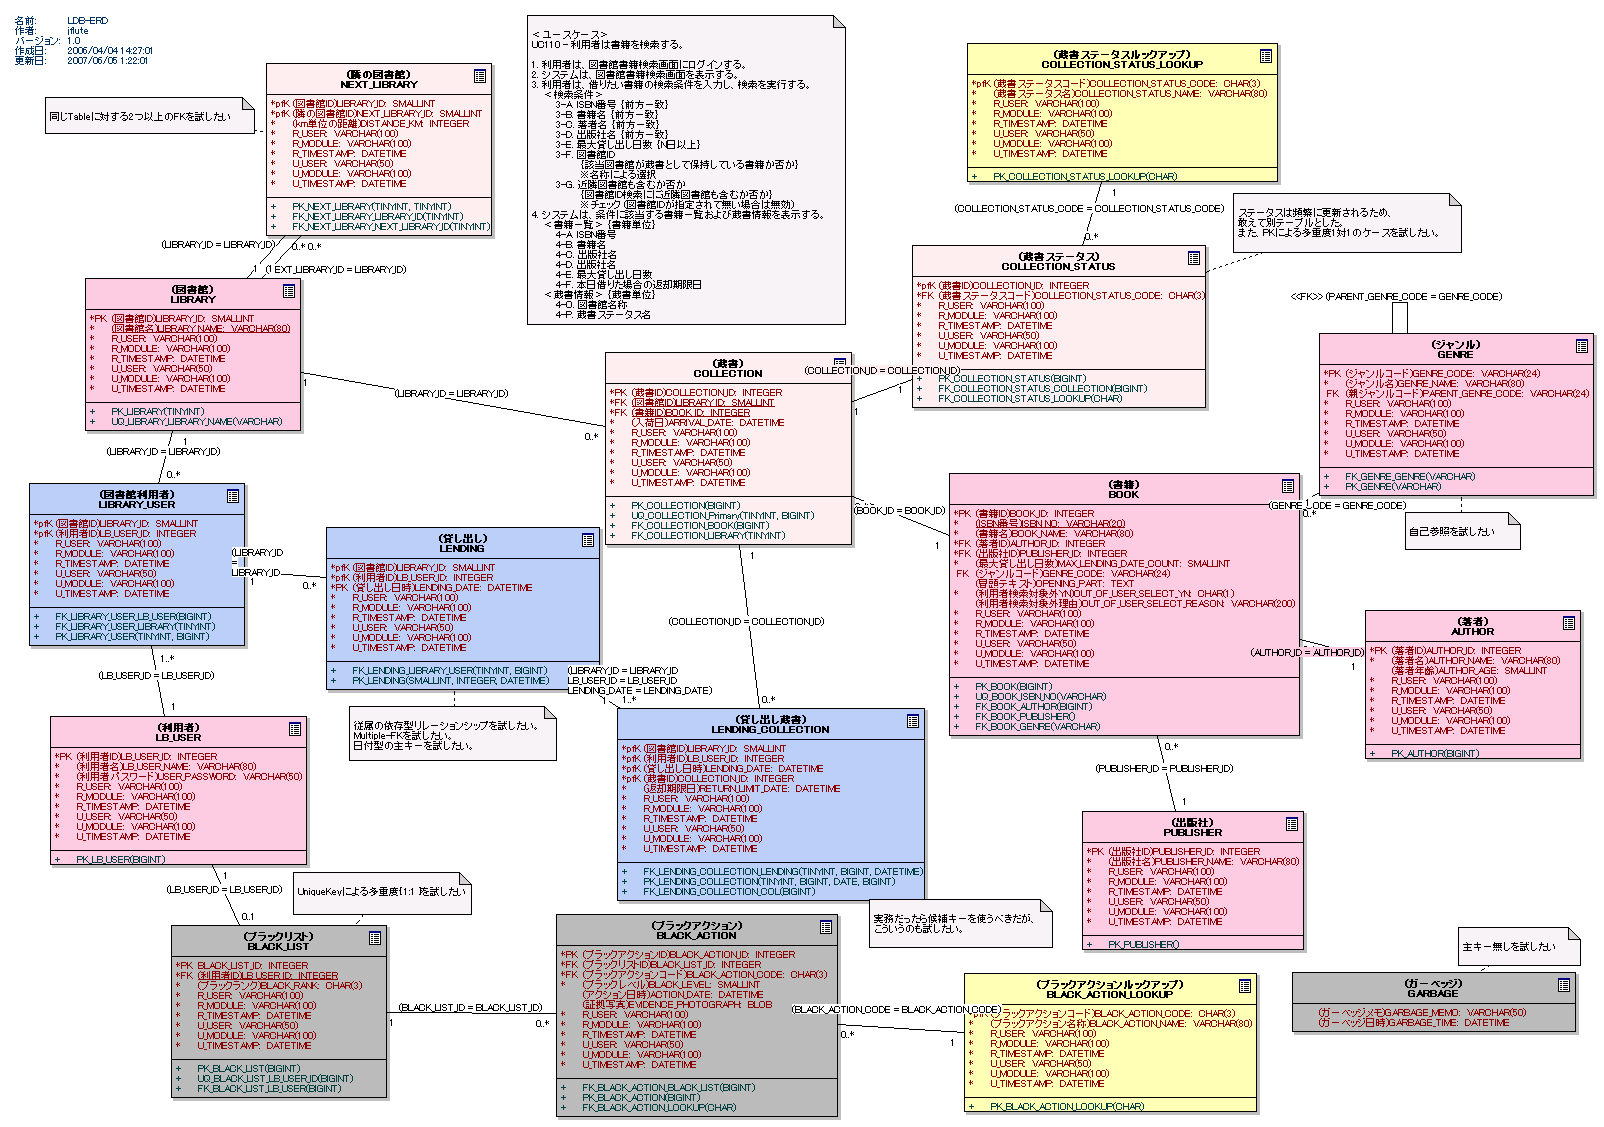 名前: LDB-ERD
作者: jflute
バージョン: 1.0
作成日: 2006/04/04 14:27:01
更新日: 2007/06/05 1:22:01
同じTableに対する2つ以上のFKを試したい
(隣の図書館)
NEXT_LIBRARY
*pfK (図書館ID)LIBRARY_ID: SMALLINT
*pfK (隣の図書館ID)NEXT_LIBRARY_ID: SMALLINT
* (km単位の距離)DISTANCE_KM: INTEGER
* R_USER: VARCHAR(100)
* R_MODULE: VARCHAR(100)
* R_TIMESTAMP: DATETIME
* U_USER: VARCHAR(50)
* U_MODULE: VARCHAR(100)
* U_TIMESTAMP: DATETIME
+ PK_NEXT_LIBRARY(TINYINT, TINYINT)
+ FK_NEXT_LIBRARY_LIBRARY_ID(TINYINT)
+ FK_NEXT_LIBRARY_NEXT_LIBRARY_ID(TINYINT)
(LIBRARY_ID = LIBRARY_ID)
0..* 0..*
1
(1 EXT_LIBRARY_ID = LIBRARY_ID)
<ユースケース>
UC110 - 利用者は書籍を検索する。
1. 利用者は、図書館書籍検索画面にログインする。
2. システムは、図書館書籍検索画面を表示する。
3. 利用者は、借りたい書籍の検索条件を入力し、検索を実行する。
<検索条件>
3-A. ISBN番号 {前方一致}
3-B. 書籍名 {前方一致}
3-C. 著者名 {前方一致}
3-D. 出版社名 {前方一致}
3-E. 最大貸し出し日数 {N日以上}
3-F. 図書館ID
{該当図書館が蔵書として保持している書籍か否か}
※名称による選択
3-G. 近隣図書館も含むか否か
{図書館ID検索にご近隣図書館も含むか否か}
※チェック(図書館IDが指定されて無い場合は無効)
4. システムは、条件に該当する書籍一覧および蔵書情報を表示する。
<書籍一覧> {書籍単位}
4-A. ISBN番号
4-B. 書籍名
4-C. 出版社名
4-D. 出版社名
4-E. 最大貸し出し日数
4-F. 本日借りた場合の返却期限日
<蔵書情報> {蔵書単位}
4-O. 図書館名称
4-P. 蔵書ステータス名
(蔵書ステータスルックアップ)
COLLECTION_STATUS_LOOKUP
*pfK (蔵書ステータスコード)COLLECTION_STATUS_CODE: CHAR(3)
* (蔵書ステータス名)COLLECTION_STATUS_NAME: VARCHAR(80)
* R_USER: VARCHAR(100)
* R_MODULE: VARCHAR(100)
* R_TIMESTAMP: DATETIME
* U_USER: VARCHAR(50)
* U_MODULE: VARCHAR(100)
* U_TIMESTAMP: DATETIME
+ PK_COLLECTION_STATUS_LOOKUP(CHAR)
1
(COLLECTION_STATUS_CODE = COLLECTION_STATUS_CODE)
0..*
ステータスは頻繁に更新されるため、
敢えて別テーブルとした。
また、PKによる多重度1対1のケースを試したい。
(蔵書ステータス)
COLLECTION_STATUS
*pfK (蔵書ID)COLLECTION_ID: INTEGER
*FK (蔵書ステータスコード)COLLECTION_STATUS_CODE: CHAR(3)
* R_USER: VARCHAR(100)
* R_MODULE: VARCHAR(100)
* R_TIMESTAMP: DATETIME
* U_USER: VARCHAR(50)
* U_MODULE: VARCHAR(100)
* U_TIMESTAMP: DATETIME
+ PK_COLLECTION_STATUS(BIGINT)
+ FK_COLLECTION_STATUS_COLLECTION(BIGINT)
+ FK_COLLECTION_STATUS_LOOKUP(CHAR)
(図書館)
LIBRARY
*PK (図書館ID)LIBRARY_ID: SMALLINT
* (図書館名)LIBRARY_NAME: VARCHAR(80)
* R_USER: VARCHAR(100)
* R_MODULE: VARCHAR(100)
* R_TIMESTAMP: DATETIME
* U_USER: VARCHAR(50)
* U_MODULE: VARCHAR(100)
* U_TIMESTAMP: DATETIME
+ PK_LIBRARY(TINYINT)
+ UQ_LIBRARY_LIBRARY_NAME(VARCHAR)
1
(LIBRARY_ID = LIBRARY_ID)
0..*
1
(LIBRARY_ID = LIBRARY_ID)
0..*
(蔵書)
COLLECTION
*PK (蔵書ID)COLLECTION_ID: INTEGER
*FK (図書館ID)LIBRARY_ID: SMALLINT
*FK (書籍ID)BOOK_ID: INTEGER
* (入荷日)ARRIVAL_DATE: DATETIME
* R_USER: VARCHAR(100)
* R_MODULE: VARCHAR(100)
* R_TIMESTAMP: DATETIME
* U_USER: VARCHAR(50)
* U_MODULE: VARCHAR(100)
* U_TIMESTAMP: DATETIME
+ PK_COLLECTION(BIGINT)
+ UQ_COLLECTION_Primary(TINYINT, BIGINT)
+ FK_COLLECTION_BOOK(BIGINT)
+ FK_COLLECTION_LIBRARY(TINYINT)
(COLLECTION_ID = COLLECTION_ID)
1
1
<<FK>> (PARENT_GENRE_CODE = GENRE_CODE)
(ジャンル)
GENRE
*PK (ジャンルコード)GENRE_CODE: VARCHAR(24)
* (ジャンル名)GENRE_NAME: VARCHAR(80)
FK (親ジャンルコード)PARENT_GENRE_CODE: VARCHAR(24)
* R_USER: VARCHAR(100)
* R_MODULE: VARCHAR(100)
* R_TIMESTAMP: DATETIME
* U_USER: VARCHAR(50)
* U_MODULE: VARCHAR(100)
* U_TIMESTAMP: DATETIME
+ FK_GENRE_GENRE(VARCHAR)
+ PK_GENRE(VARCHAR)
(GENRE_CODE = GENRE_CODE)
0..*
自己参照を試したい
(BOOK_ID = BOOK_ID)
1
(書籍)
BOOK
*PK (書籍ID)BOOK_ID: INTEGER
* (ISBN番号)ISBN_NO: VARCHAR(20)
* (書籍名)BOOK_NAME: VARCHAR(80)
*FK (著者ID)AUTHOR_ID: INTEGER
*FK (出版社ID)PUBLISHER_ID: INTEGER
* (最大貸し出し日数)MAX_LENDING_DATE_COUNT: SMALLINT
FK (ジャンルコード)GENRE_CODE: VARCHAR(24)
(冒頭テキスト)OPENING_PART: TEXT
* (利用者検索対象外YN)OUT_OF_USER_SELECT_YN: CHAR(1)
(利用者検索対象外理由)OUT_OF_USER_SELECT_REASON: VARCHAR(200)
* R_USER: VARCHAR(100)
* R_MODULE: VARCHAR(100)
* R_TIMESTAMP: DATETIME
* U_USER: VARCHAR(50)
* U_MODULE: VARCHAR(100)
* U_TIMESTAMP: DATETIME
+ PK_BOOK(BIGINT)
+ UQ_BOOK_ISBN_NO(VARCHAR)
+ FK_BOOK_AUTHOR(BIGINT)
+ FK_BOOK_PUBLISHER()
+ FK_BOOK_GENRE(VARCHAR)
(AUTHOR_ID = AUTHOR_ID)
1
(著者)
AUTHOR
*PK (著者ID)AUTHOR_ID: INTEGER
* (著者名)AUTHOR_NAME: VARCHAR(80)
(著者年齢)AUTHOR_AGE: SMALLINT
* R_USER: VARCHAR(100)
* R_MODULE: VARCHAR(100)
* R_TIMESTAMP: DATETIME
* U_USER: VARCHAR(50)
* U_MODULE: VARCHAR(100)
* U_TIMESTAMP: DATETIME
+ PK_AUTHOR(BIGINT)
(図書館利用者)
LIBRARY_USER
*pfK (図書館ID)LIBRARY_ID: SMALLINT
*pfK (利用者ID)LB_USER_ID: INTEGER
* R_USER: VARCHAR(100)
* R_MODULE: VARCHAR(100)
* R_TIMESTAMP: DATETIME
* U_USER: VARCHAR(50)
* U_MODULE: VARCHAR(100)
* U_TIMESTAMP: DATETIME
+ FK_LIBRARY_USER_LB_USER(BIGINT)
+ FK_LIBRARY_USER_LIBRARY(TINYINT)
+ PK_LIBRARY_USER(TINYINT, BIGINT)
(LIBRARY_ID
=
LIBRARY_ID
1
0..*
(貸し出し)
LENDING
*pfK (図書館ID)LIBRARY_ID: SMALLINT
*pfK (利用者ID)LB_USER_ID: INTEGER
*PK (貸し出し日時)LENDING_DATE: DATETIME
* R_USER: VARCHAR(100)
* R_MODULE: VARCHAR(100)
* R_TIMESTAMP: DATETIME
* U_USER: VARCHAR(50)
* U_MODULE: VARCHAR(100)
* U_TIMESTAMP: DATETIME
+ FK_LENDING_LIBRARY_USER(TINYINT, BIGINT)
+ PK_LENDING(SMALLINT, INTEGER, DATETIME)
従属の依存型リレーションシップを試したい。
Multiple-FKを試したい。
日付型の主キーを試したい。
(LIBRARY_ID = LIBRARY_ID
LB_USER_ID = LB_USER_ID
LENDING_DATE = LENDING_DATE)
1
1..*
1
(COLLECTION_ID = COLLECTION_ID)
0..*
(貸し出し蔵書)
LENDING_COLLECTION
*pfK (図書館ID)LIBRARY_ID: SMALLINT
*pfK (利用者ID)LB_USER_ID: INTEGER
*pfK (貸し出し日時)LENDING_DATE: DATETIME
*pfK (蔵書ID)COLLECTION_ID: INTEGER
* (返却期限日)RETURN_LIMIT_DATE: DATETIME
* R_USER: VARCHAR(100)
* R_MODULE: VARCHAR(100)
* R_TIMESTAMP: DATETIME
* U_USER: VARCHAR(50)
* U_MODULE: VARCHAR(100)
* U_TIMESTAMP: DATETIME
+ FK_LENDING_COLLECTION_LENDING(TINYINT, BIGINT, DATETIME)
+ PK_LENDING_COLLECTION(TINYINT, BIGINT, DATE, BIGINT)
+ FK_LENDING_COLLECTION_COL(BIGINT)
実務だったら候補キーを使うべきだが、
こういうのも試したい。
1..*
(LB_USER_ID = LB_USER_ID)
1
(利用者)
LB_USER
*PK (利用者ID)LB_USER_ID: INTEGER
* (利用者名)LB_USER_NAME: VARCHAR(80)
* (利用者パスワード)USER_PASSWORD: VARCHAR(50)
* R_USER: VARCHAR(100)
* R_MODULE: VARCHAR(100)
* R_TIMESTAMP: DATETIME
* U_USER: VARCHAR(50)
* U_MODULE: VARCHAR(100)
* U_TIMESTAMP: DATETIME
+ PK_LB_USER(BIGINT)
1
(LB_USER_ID = LB_USER_ID)
0..1
UniqueKeyによる多重度{1:1}を試したい
0..*
(PUBLISHER_ID = PUBLISHER_ID)
1
(出版社)
PUBLISHER
*PK (出版社ID)PUBLISHER_ID: INTEGER
* (出版社名)PUBLISHER_NAME: VARCHAR(80)
* R_USER: VARCHAR(100)
* R_MODULE: VARCHAR(100)
* R_TIMESTAMP: DATETIME
* U_USER: VARCHAR(50)
* U_MODULE: VARCHAR(100)
* U_TIMESTAMP: DATETIME
+ PK_PUBLISHER()
(ブラックリスト)
BLACK_LIST
*PK BLACK_LIST_ID: INTEGER
*FK (利用者ID)LB_USER_ID: INTEGER
* (ブラックランク)BLACK_RANK: CHAR(3)
* R_USER: VARCHAR(100)
* R_MODULE: VARCHAR(100)
* R_TIMESTAMP: DATETIME
* U_USER: VARCHAR(50)
* U_MODULE: VARCHAR(100)
* U_TIMESTAMP: DATETIME
+ PK_BLACK_LIST(BIGINT)
+ UQ_BLACK_LIST_LB_USER_ID(BIGINT)
+ FK_BLACK_LIST_LB_USER(BIGINT)
(BLACK_LIST_ID = BLACK_LIST_ID)
1
0..*
(ブラックアクション)
BLACK_ACTION
*PK (ブラックアクションID)BLACK_ACTION_ID: INTEGER
*FK (ブラックリストID)BLACK_LIST_ID: INTEGER
*FK (ブラックアクションコード)BLACK_ACTION_CODE: CHAR(3)
* (ブラックレベル)BLACK_LEVEL: SMALLINT
(アクション日時)ACTION_DATE: DATETIME
(証拠写真)EVIDENCE_PHOTOGRAPH: BLOB
* R_USER: VARCHAR(100)
* R_MODULE: VARCHAR(100)
* R_TIMESTAMP: DATETIME
* U_USER: VARCHAR(50)
* U_MODULE: VARCHAR(100)
* U_TIMESTAMP: DATETIME
+ FK_BLACK_ACTION_BLACK_LIST(BIGINT)
+ PK_BLACK_ACTION(BIGINT)
+ FK_BLACK_ACTION_LOOKUP(CHAR)
(BLACK_ACTION_CODE = BLACK_ACTION_CODE)
0..*
1
(ブラックアクションルックアップ)
BLACK_ACTION_LOOKUP
*pfK (ブラックアクションコード)BLACK_ACTION_CODE: CHAR(3)
* (ブラックアクション名称)BLACK_ACTION_NAME: VARCHAR(80)
* R_USER: VARCHAR(100)
* R_MODULE: VARCHAR(100)
* R_TIMESTAMP: DATETIME
* U_USER: VARCHAR(50)
* U_MODULE: VARCHAR(100)
* U_TIMESTAMP: DATETIME
+ PK_BLACK_ACTION_LOOKUP(CHAR)
主キー無しを試したい
(ガーベッジ)
GARBAGE
(ガーベッジメモ)GARBAGE_MEMO: VARCHAR(50)
(ガーベッジ日時)GARBAGE_TIME: DATETIME